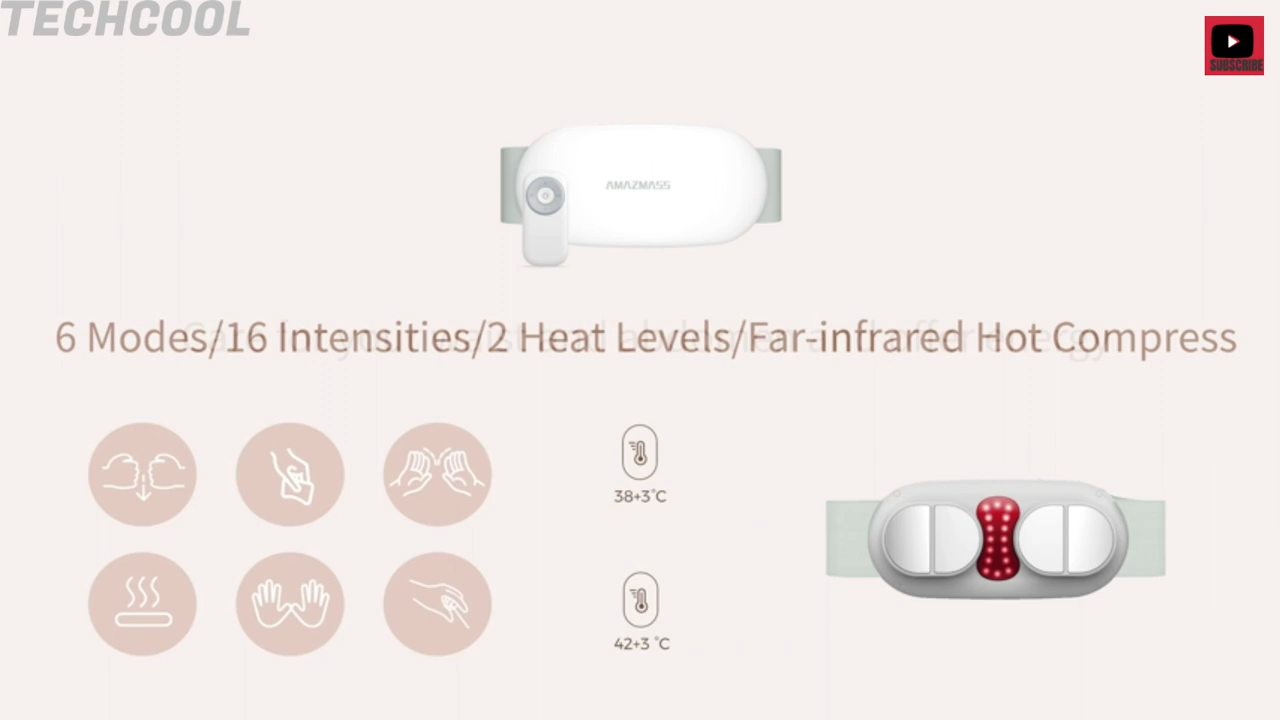 TECHCOOL
SUBSCRIBE
AMAZMASS
6 Modes/16 Intensities/2 Heat Levels/Far-infrared Hot Compress
38+3°C
42+3 °C